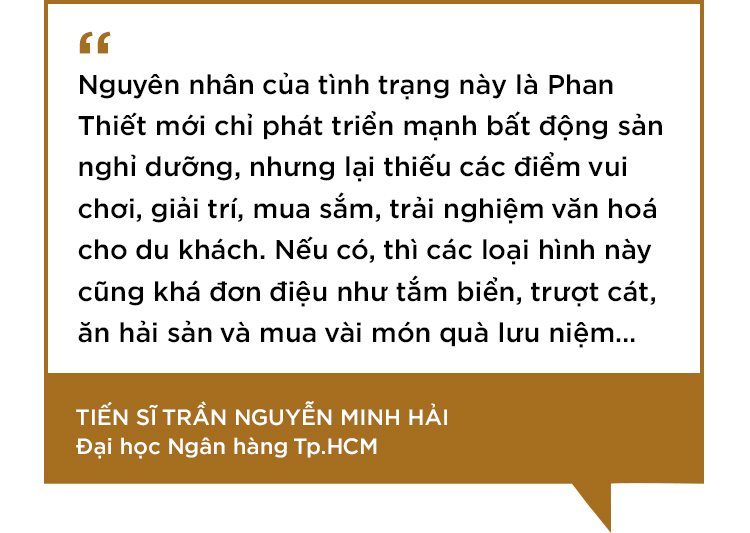 “
Nguyên nhân của tình trạng này là Phan
Thiết mới chỉ phát triển mạnh bất động sản
nghỉ dưỡng, nhưng lại thiếu các điểm vui
chơi, giải trí, mua sắm, trải nghiệm văn hoá
cho du khách. Nếu có, thì các loại hình này
cũng khá đơn điệu như tắm biển, trượt cát,
ăn hải sản và mua vài món quà lưu niệm...
TIẾN SĨ TRẦN NGUYỄN MINH HẢI
Đại học Ngân hàng Tp.HCM